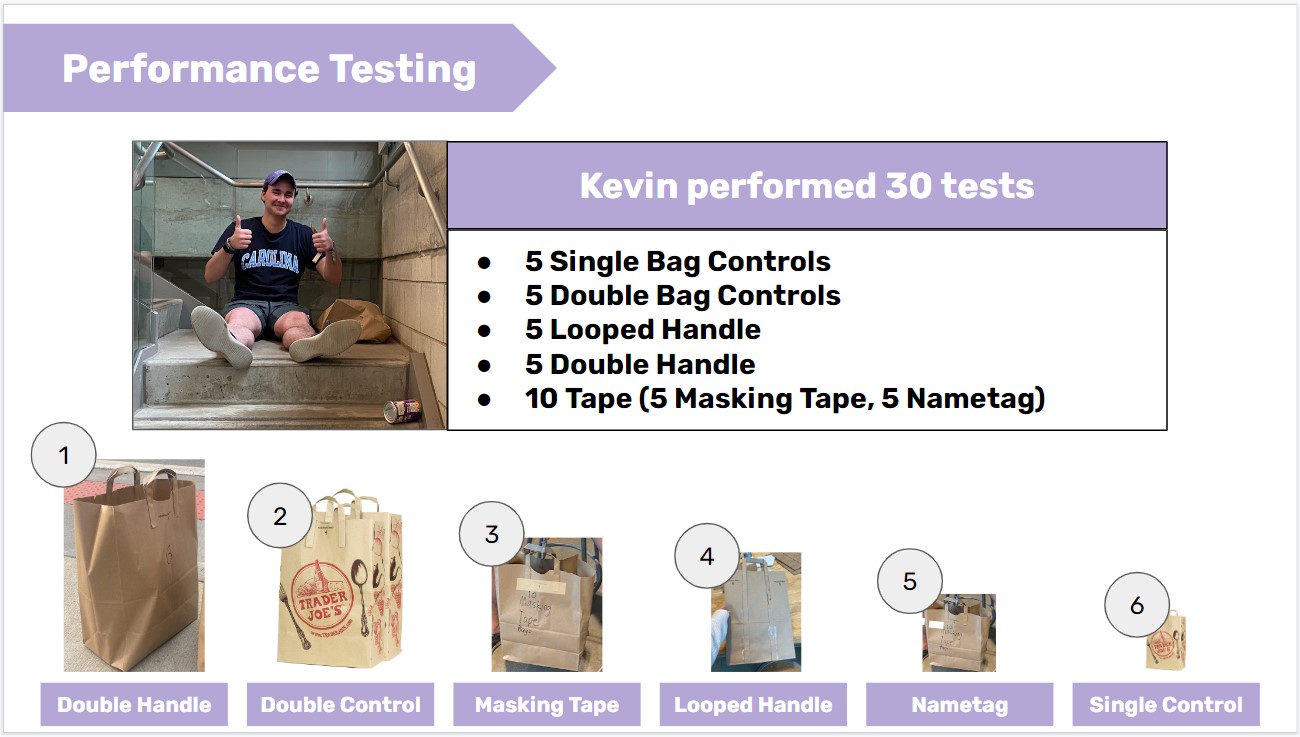 Performance Testing
Kevin performed 30 tests
CAROLINA
● 5 Single Bag Controls
● 5 Double Bag Controls
● 5 Looped Handle
● 5 Double Handle
● 10 Tape (5 Masking Tape, 5 Nametag)
1
2
3
4
5
6
TRADER
JOE'S
10
Masking
Tape
Bags
TRADER
JOE'S
Double Handle
Double Control
Masking Tape
Looped Handle
Nametag
Single Control